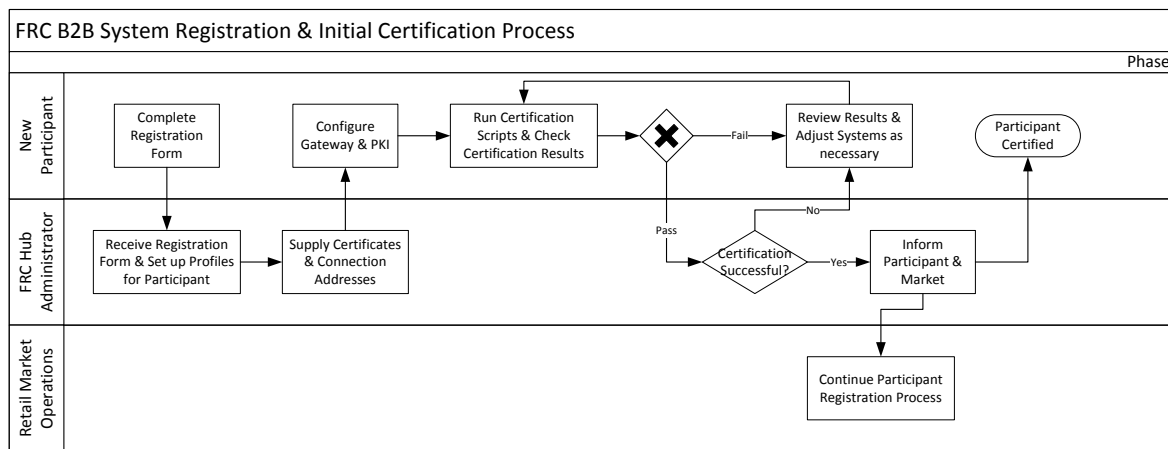 FRC B2B System Registration & Initial Certification Process
Phase
New
Participant
Complete
Registration
Form
Configure
Gateway & PKI
Run Certification
Scripts & Check
Certification Results
Fail
Review Results &
Adjust Systems as
necessary
Participant
Certified
FRC Hub
Administrator
Receive Registration
Form & Set up Profiles
for Participant
Supply Certificates
& Connection
Addresses
Pass
Certification
Successful?
No
Yes
Inform
Participant &
Market
Retail Market
Operations
Continue Participant
Registration Process